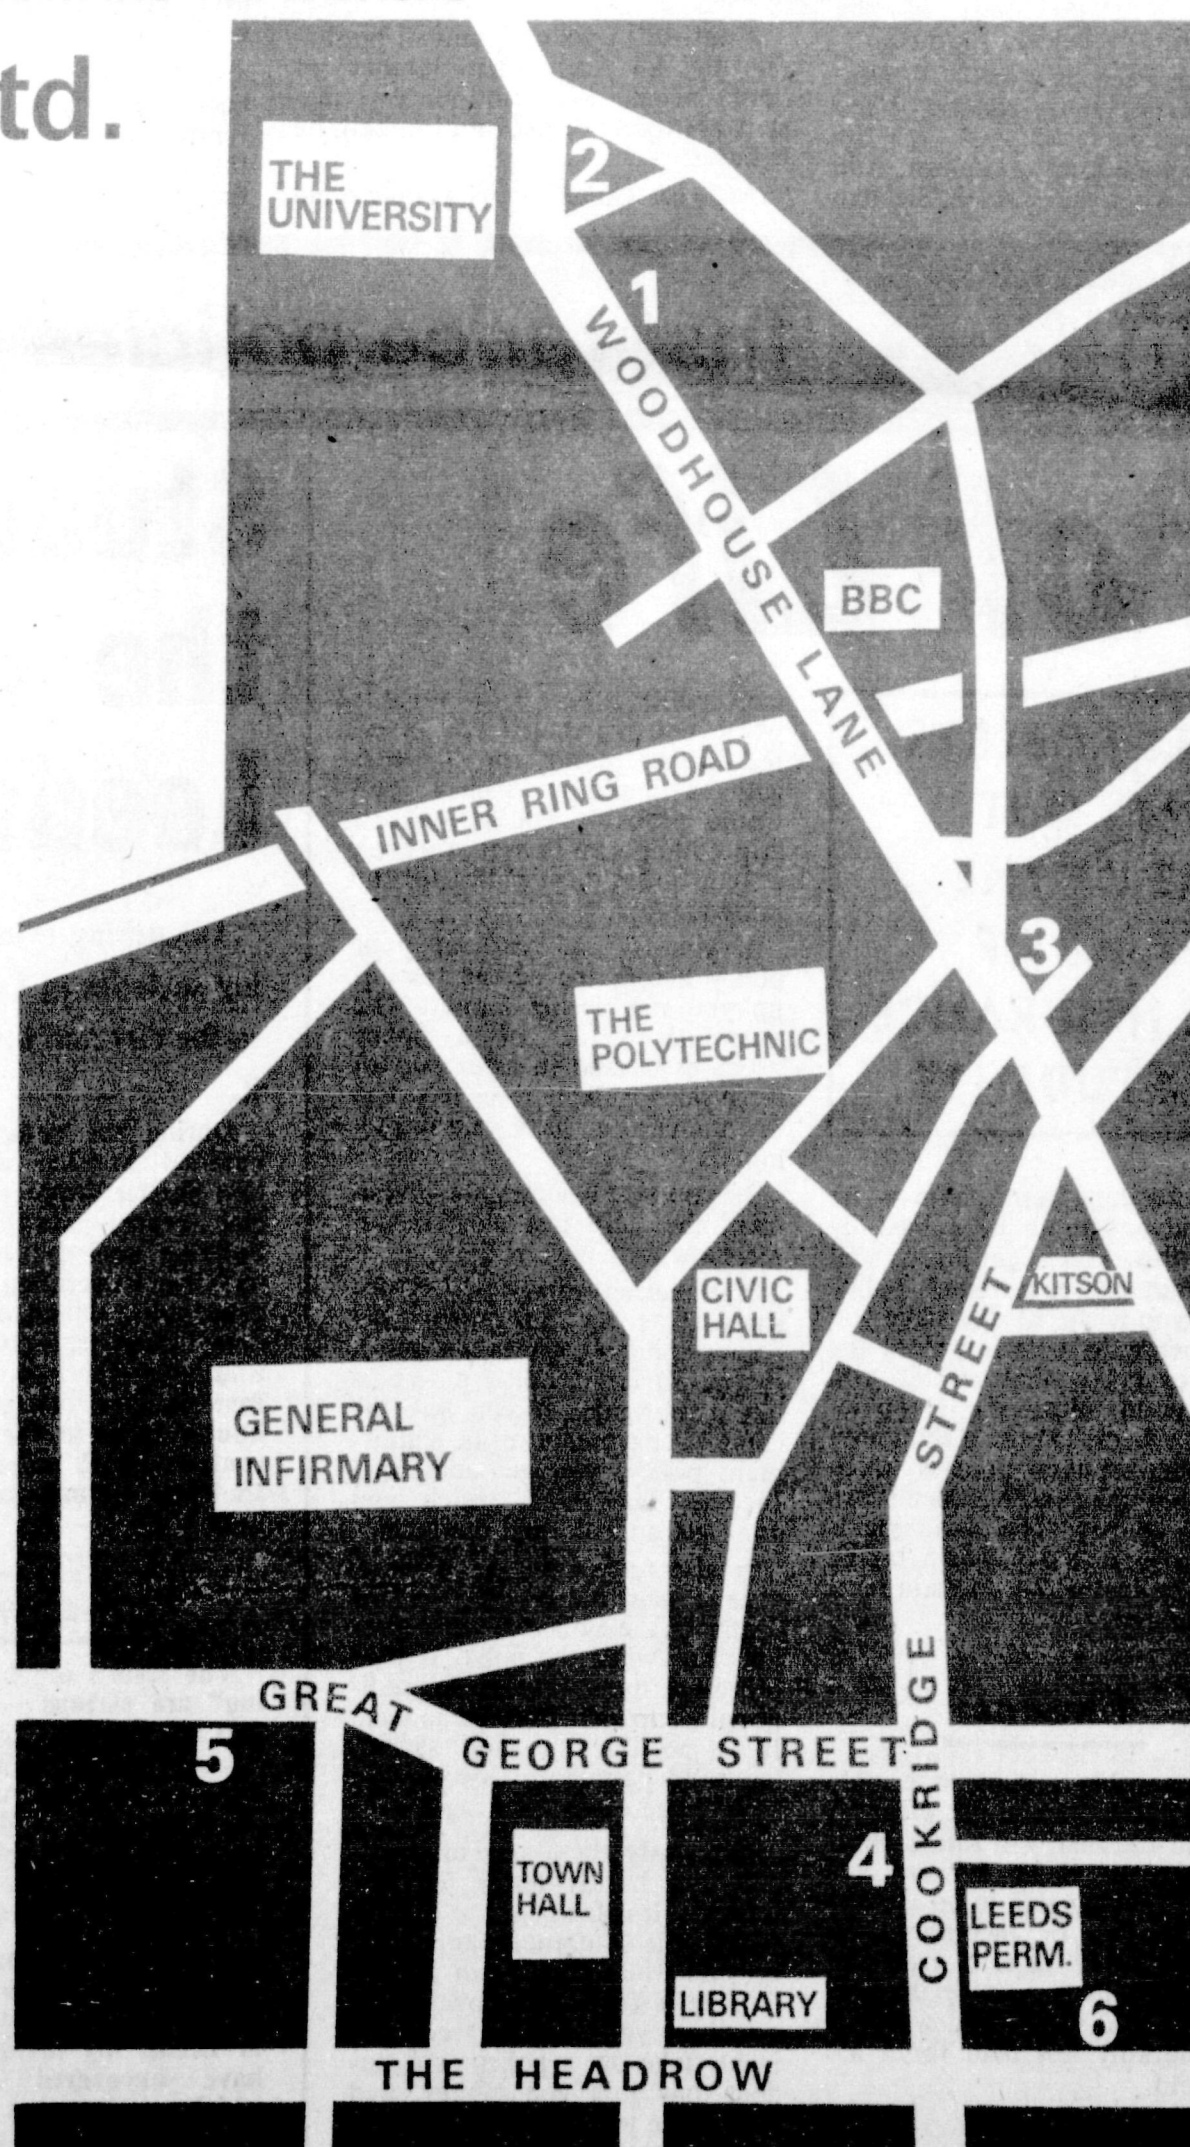 td.
THE
UNIVERSITY
2
1
WOODHOUSE LANE
BBC
INNER RING ROAD
3
THE
POLYTECHNIC
CIVIC
HALL
KITSON
GENERAL
INFIRMARY
STREET
GREAT
GEORGE STREET
5
COOKRIDGE
4
TOWN
HALL
LEEDS
PERM.
LIBRARY
6
THE HEADROW